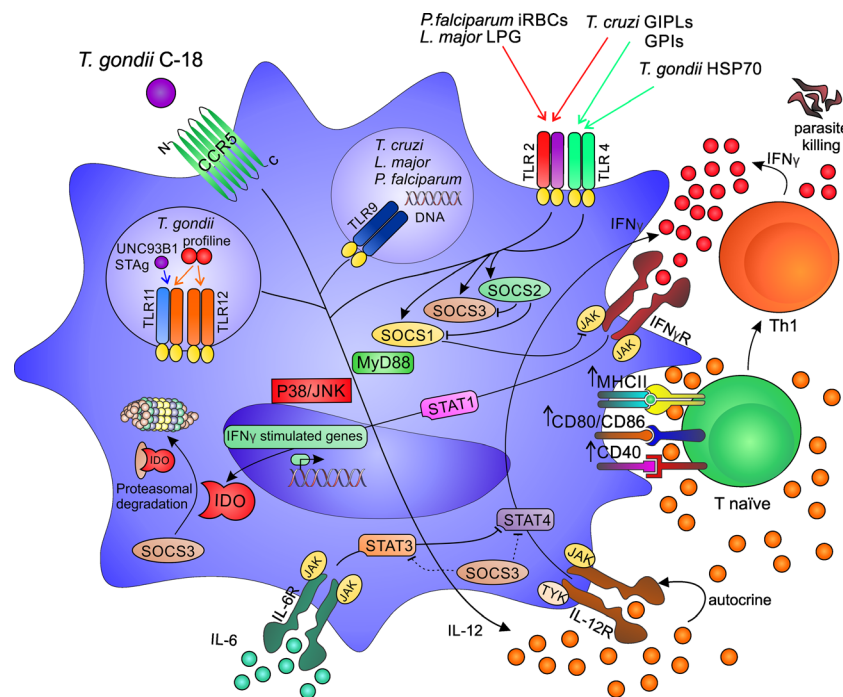 P.falciparum iRBCs
L. major LPG
T. cruzi GIPLs
GPIs
T. gondii HSP70
T. gondii C-18
N
CCR5
C
T. cruzi
L. major
P. falciparum
TLR9
DNA
TLR 2
TLR 4
parasite
killing
IFNγ
IFNγ
T. gondii
UNC93B1
profiline
STAg
TLR11
TLR12
SOCS2
SOCS3
SOCS1
JAK
IFNγR
JAK
Th1
MyD88
P38/JNK
STAT1
MHCII
CD80/CD86
CD40
T naïve
IFNγ stimulated genes
IDO
Proteasomal
degradation
IDO
SOCS3
STAT4
STAT3
SOCS3
JAK
JAK
IL-6R
IL-6
JAK
TYK
IL-12R
IL-12
autocrine